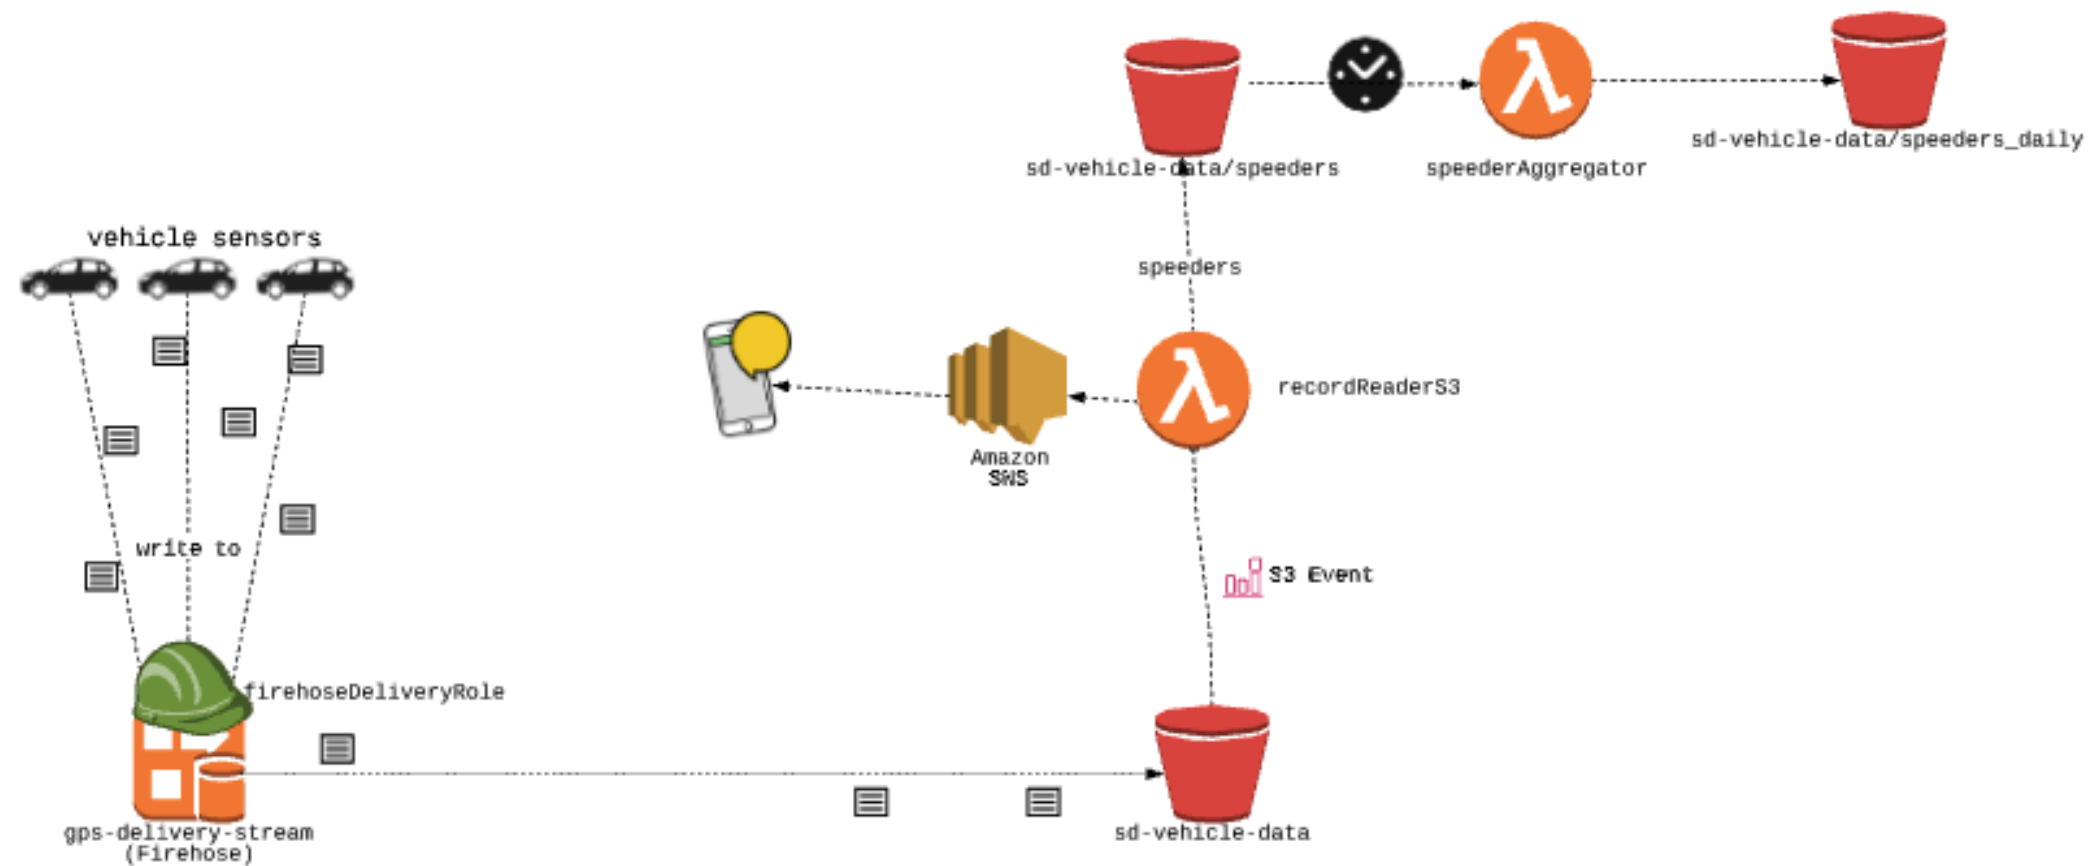 sd-vehicle-data/speeders
speederAggregator
sd-vehicle-data/speeders_daily
vehicle sensors
speeders
recordReaderS3
Amazon
SNS
write to
S3 Event
firehoseDeliveryRole
gps-delivery-stream
(Firehose)
sd-vehicle-data